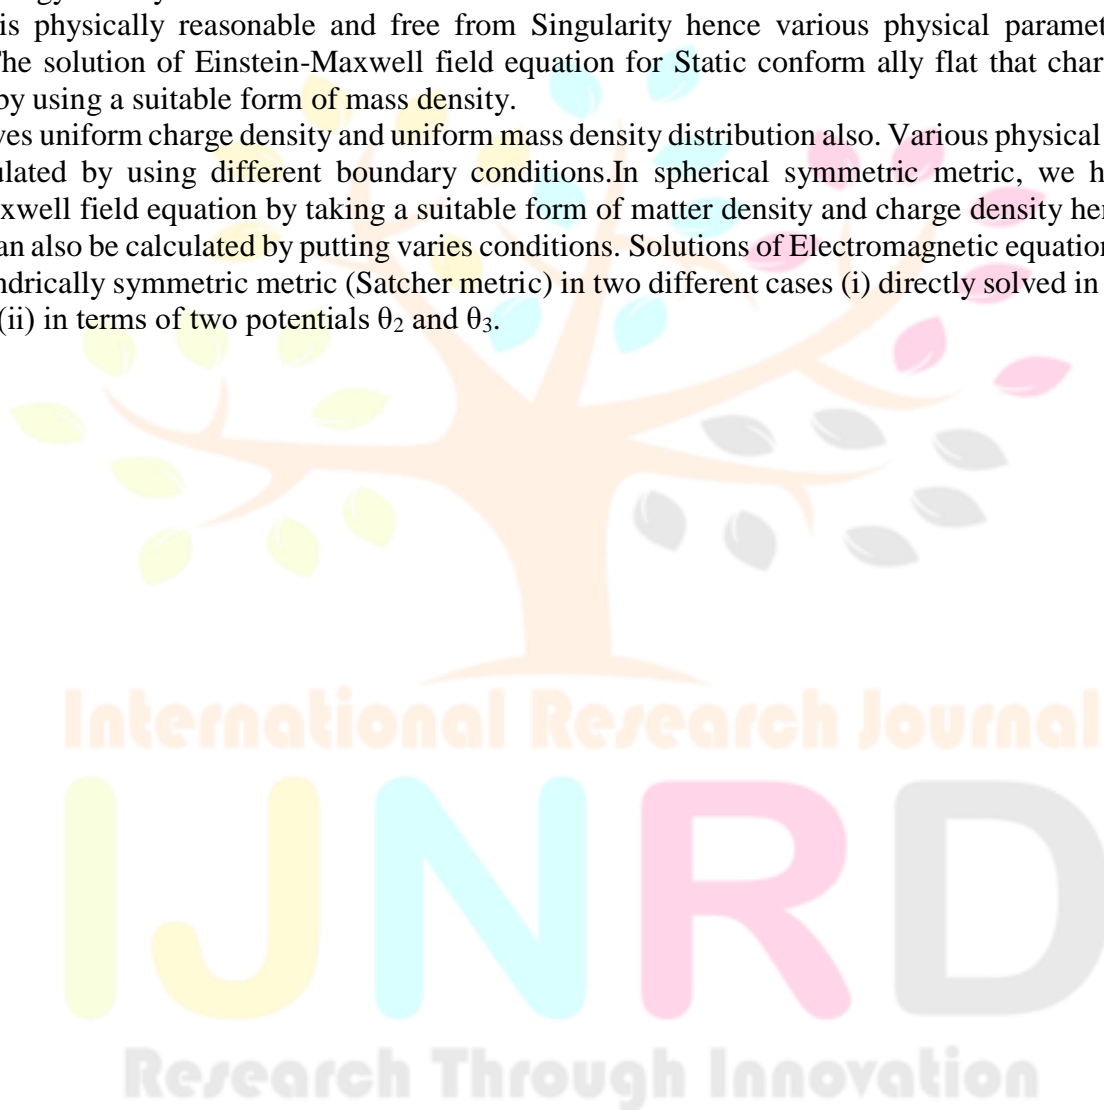 is physically reasonable and free from Singularity hence various physical paramet
he solution of Einstein-Maxwell field equation for Static conform ally flat that char
by using a suitable form of mass density.
ves uniform charge density and uniform mass density distribution also. Various physical
ulated by using different boundary conditions.In spherical symmetric metric, we h
xwell field equation by taking a suitable form of matter density and charge density her
an also be calculated by putting varies conditions. Solutions of Electromagnetic equation
ndrically symmetric metric (Satcher metric) in two different cases (i) directly solved in
(ii) in terms of two potentials θ₂ and θ₃.
International Research Journal
IJNRD
Research Through Innovation